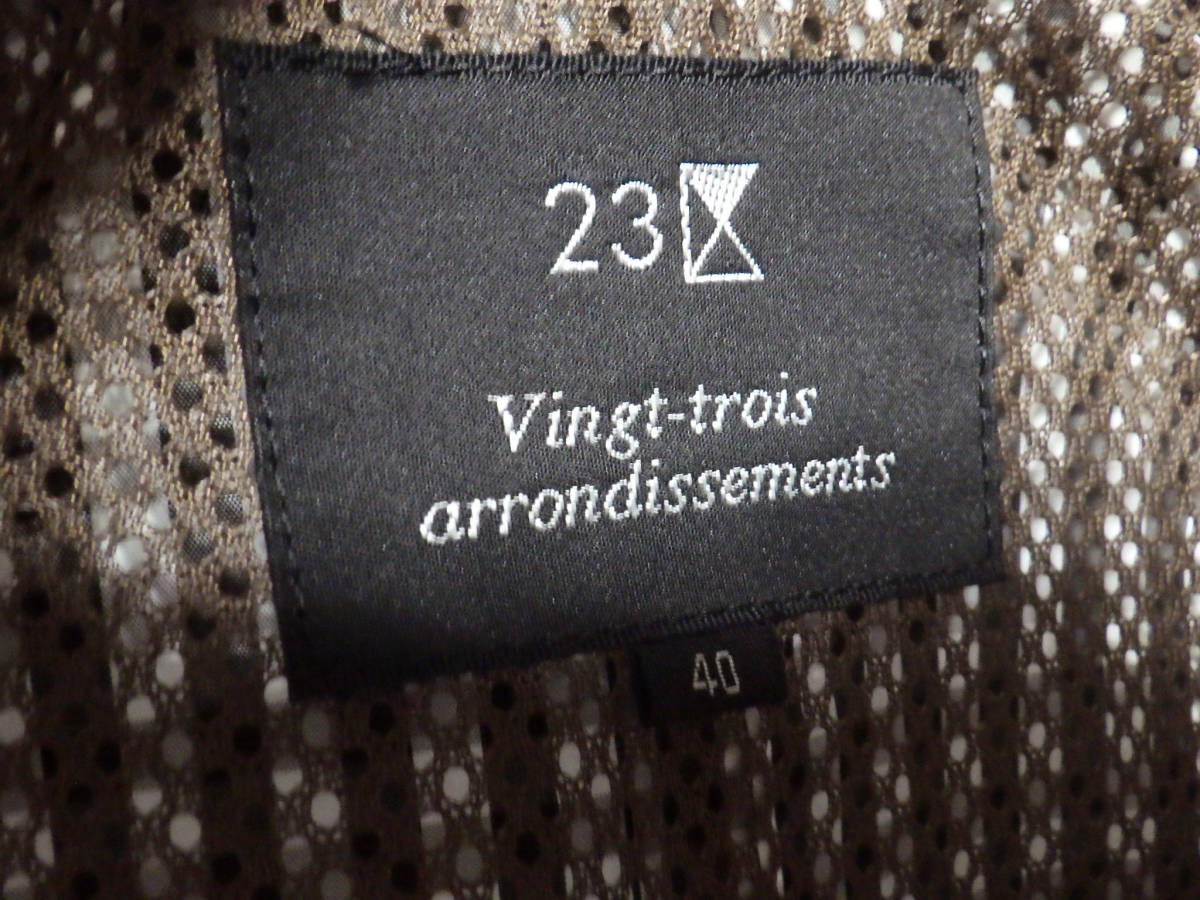 23
Vingt-trois
arrondissements
40